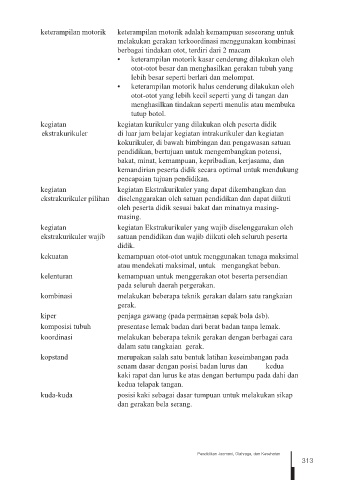 keterampilan motorik keterampilan motorik adalah kemampuan seseorang untuk
melakukan gerakan terkoordinasi menggunakan kombinasi
berbagai tindakan otot, terdiri dari 2 macam
• keterampilan motorik kasar cenderung dilakukan oleh
otot-otot besar dan menghasilkan gerakan tubuh yang
lebih besar seperti berlari dan melompat.
• keterampilan motorik halus cenderung dilakukan oleh
otot-otot yang lebih kecil seperti yang di tangan dan
menghasilkan tindakan seperti menulis atau membuka
tutup botol.
kegiatan kegiatan kurikuler yang dilakukan oleh peserta didik
ekstrakurikuler di luar jam belajar kegiatan intrakurikuler dan kegiatan
kokurikuler, di bawah bimbingan dan pengawasan satuan
pendidikan, bertujuan untuk mengembangkan potensi,
bakat, minat, kemampuan, kepribadian, kerjasama, dan
kemandirian peserta didik secara optimal untuk mendukung
pencapaian tujuan pendidikan.
kegiatan kegiatan Ekstrakurikuler yang dapat dikembangkan dan
ekstrakurikuler pilihan diselenggarakan oleh satuan pendidikan dan dapat diikuti
oleh peserta didik sesuai bakat dan minatnya masing-
masing.
kegiatan kegiatan Ekstrakurikuler yang wajib diselenggarakan oleh
ekstrakurikuler wajib satuan pendidikan dan wajib diikuti oleh seluruh peserta
didik.
kekuatan kemampuan otot-otot untuk menggunakan tenaga maksimal
atau mendekati maksimal, untuk mengangkat beban.
kelenturan kemampuan untuk menggerakan otot beserta persendian
pada seluruh daerah pergerakan.
kombinasi melakukan beberapa teknik gerakan dalam satu rangkaian
gerak.
kiper penjaga gawang (pada permainan sepak bola dsb).
komposisi tubuh presentase lemak badan dari berat badan tanpa lemak.
koordinasi melakukan beberapa teknik gerakan dengan berbagai cara
dalam satu rangkaian gerak.
kopstand merupakan salah satu bentuk latihan keseimbangan pada
senam dasar dengan posisi badan lurus dan kedua
kaki rapat dan lurus ke atas dengan bertumpu pada dahi dan
kedua telapak tangan.
kuda-kuda posisi kaki sebagai dasar tumpuan untuk melakukan sikap
dan gerakan bela serang.
Pendidikan Jasmani, Olahraga, dan Kesehatan
313